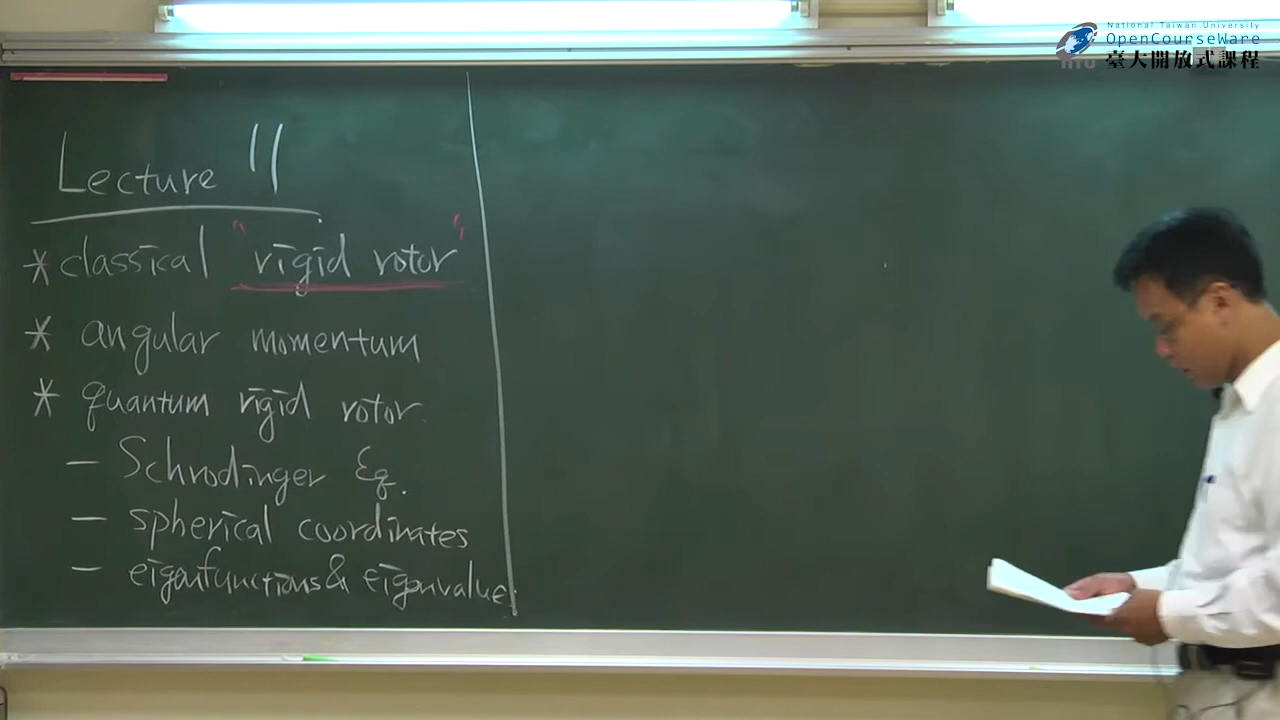 National Taiwan University
OpenCourseWare
臺大開放式課程
Lecture 11
* classical "rigid rotor"
* angular momentum
* quantum rigid rotor.
- Schrodinger Eq.
- spherical coordinates
- eigenfunctions & eigenvalue